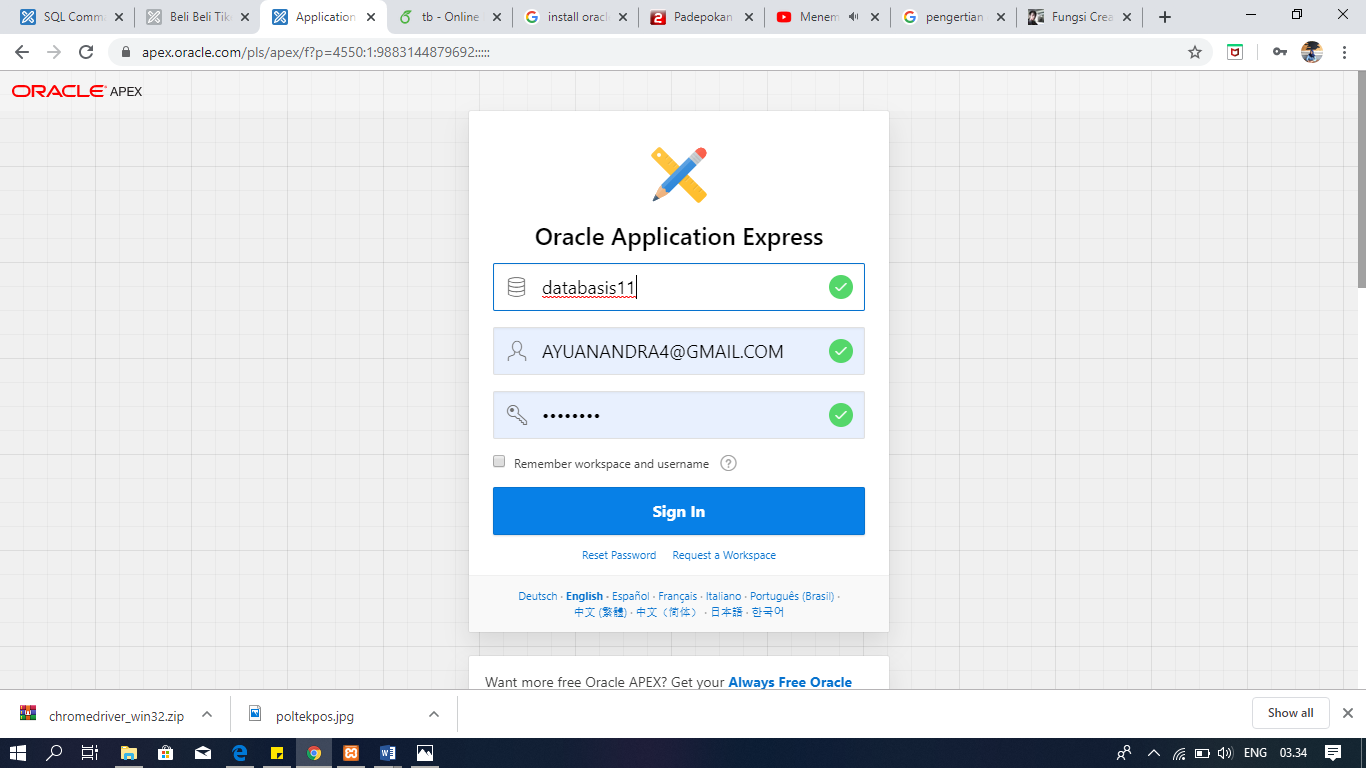 SQL Comma
Beli Beli Tike
Application
tb - Online
install oracl
Padepokan
Menem
pengertian
Fungsi Crea
apex.oracle.com/pls/apex/f?p=4550:1:9883144879692:::::
ORACLE APEX
Oracle Application Express
databasis11
AYUANANDRA4@GMAIL.COM
••••••••
Remember workspace and username ?
Sign In
Reset Password Request a Workspace
Deutsch · English · Español · Français · Italiano · Português (Brasil) ·
中文 (繁體) · 中文（简体） · 日本語 · 한국어
Want more free Oracle APEX? Get your Always Free Oracle
chromedriver_win32.zip
poltekpos.jpg
Show all
ENG 03.34